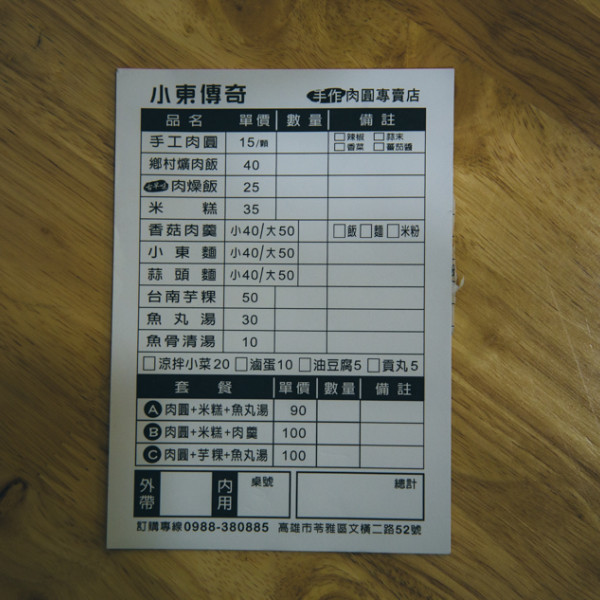 小東傳奇 手作肉圓專賣店
品名 單價 數量 備註
手工肉圓 15/顆 □辣椒 □蒜末
□香菜 □蕃茄醬
鄉村爌肉飯 40
肉燥飯 25
米糕 35
香菇肉羹 小40/大50 □飯□麵□米粉
小東麵 小40/大50
蒜頭麵 小40/大50
台南芋粿 50
魚丸湯 30
魚骨清湯 10
□涼拌小菜20 □滷蛋10 □油豆腐5 □貢丸5
套餐 單價 數量 備註
A 肉圓+米糕+魚丸湯 90
B 肉圓+米糕+肉羹 100
C 肉圓+芋粿+魚丸湯 100
外帶 內用 桌號 總計
訂購專線0988-380885 高雄市苓雅區文橫二路52號